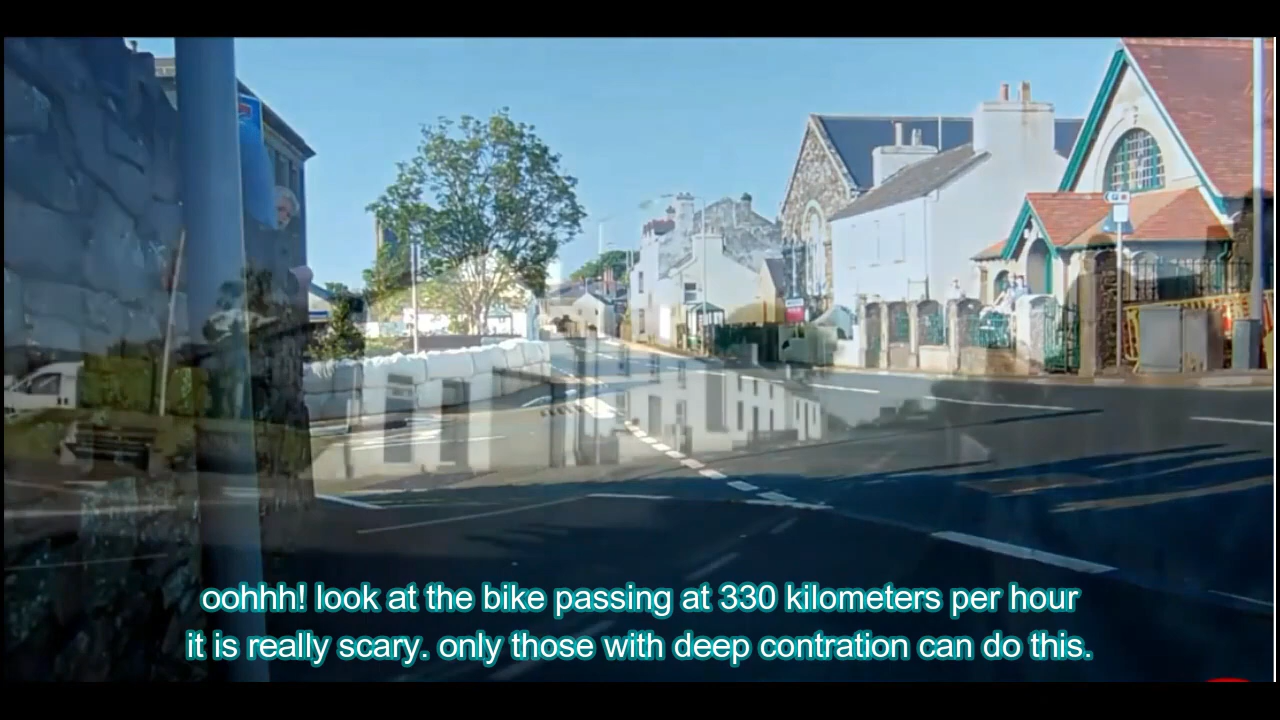 oohhh! look at the bike passing at 330 kilometers per hour
it is really scary. only those with deep contration can do this.